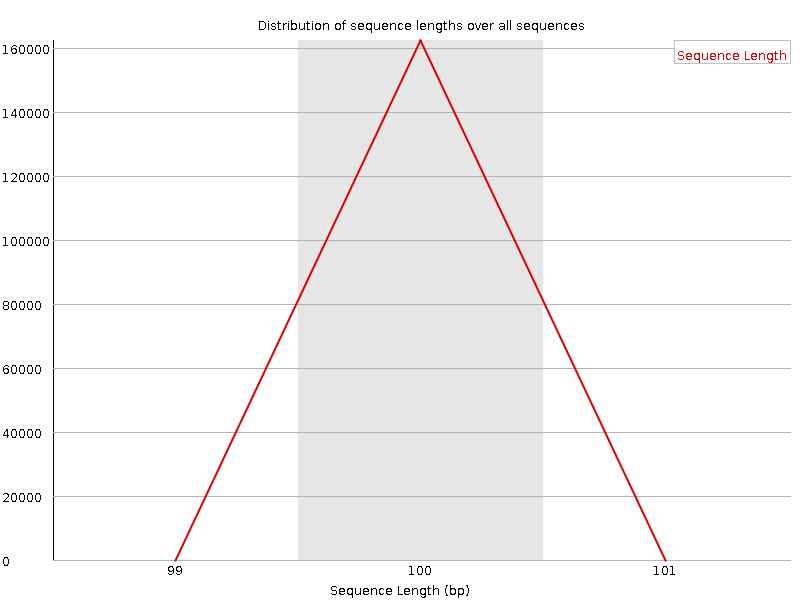 Distribution of sequence lengths over all sequences
Sequence Length
160000
140000
120000
100000
80000
60000
40000
20000
0
99 100 101
Sequence Length (bp)